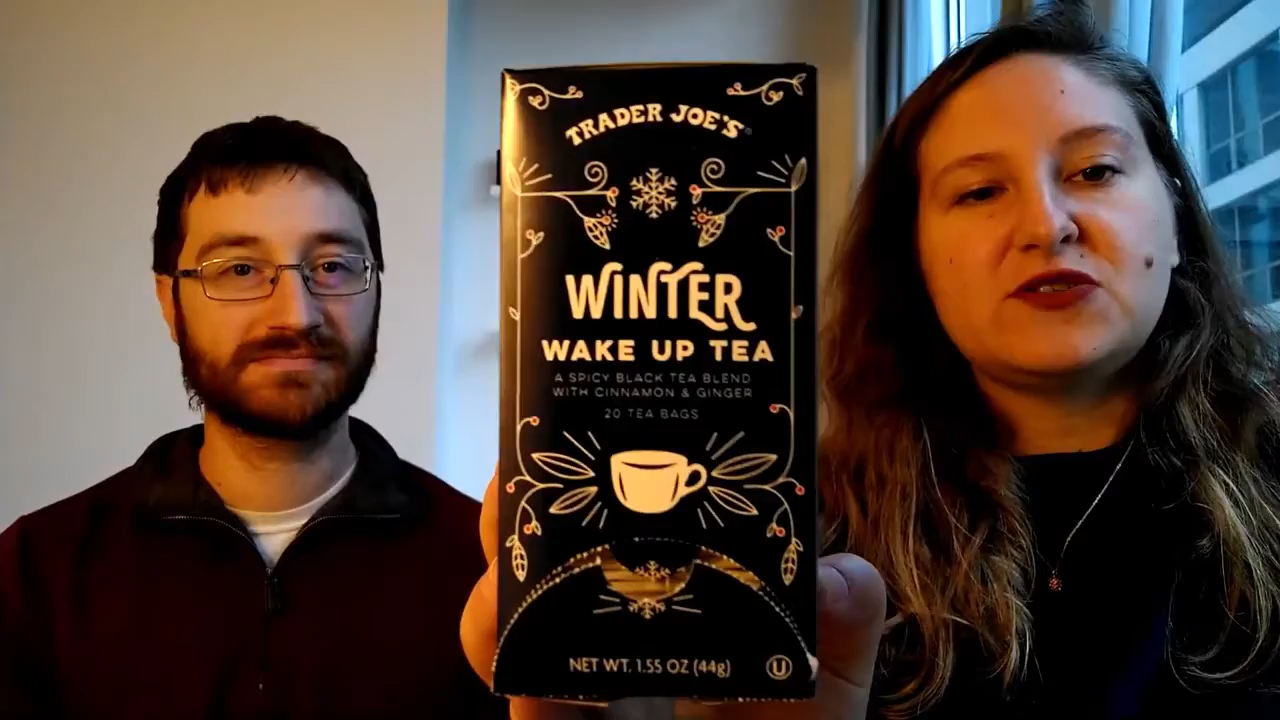 TRADER JOE'S
WINTER
WAKE UP TEA
A SPICY BLACK TEA BLEND
WITH CINNAMON & GINGER
20 TEA BAGS
NET WT. 1.55 OZ (44g)
U